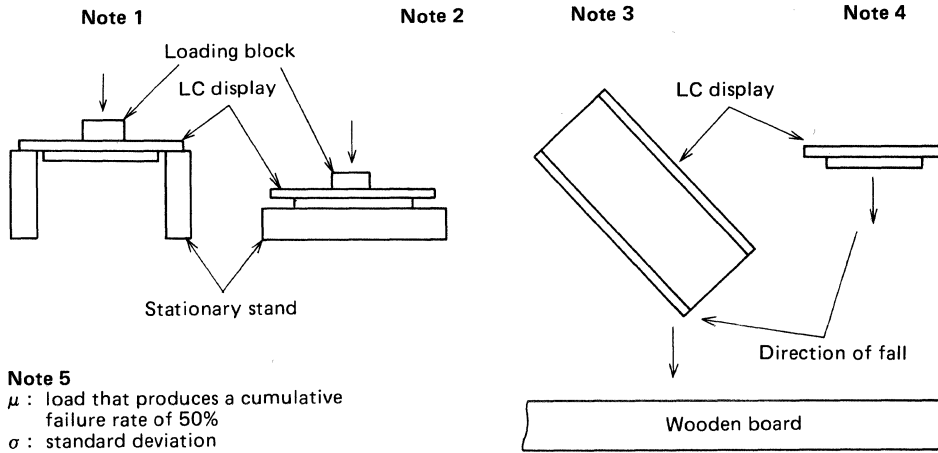 Note 1
Note 2
Note 3
Note 4
Loading block
LC display
LC display
Stationary stand
Direction of fall
Wooden board
Note 5
μ : load that produces a cumulative
failure rate of 50%
σ : standard deviation